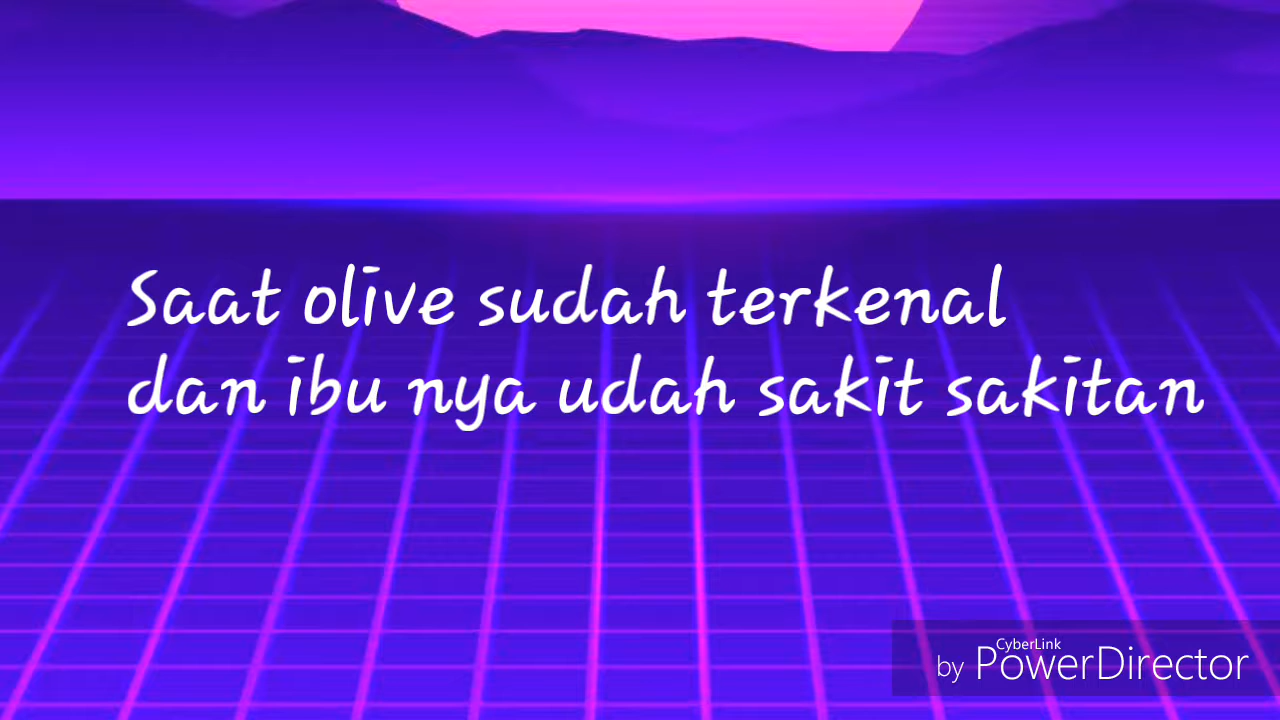 Saat olive sudah terkenal
dan ibu nya udah sakit sakitan
CyberLink
by PowerDirector